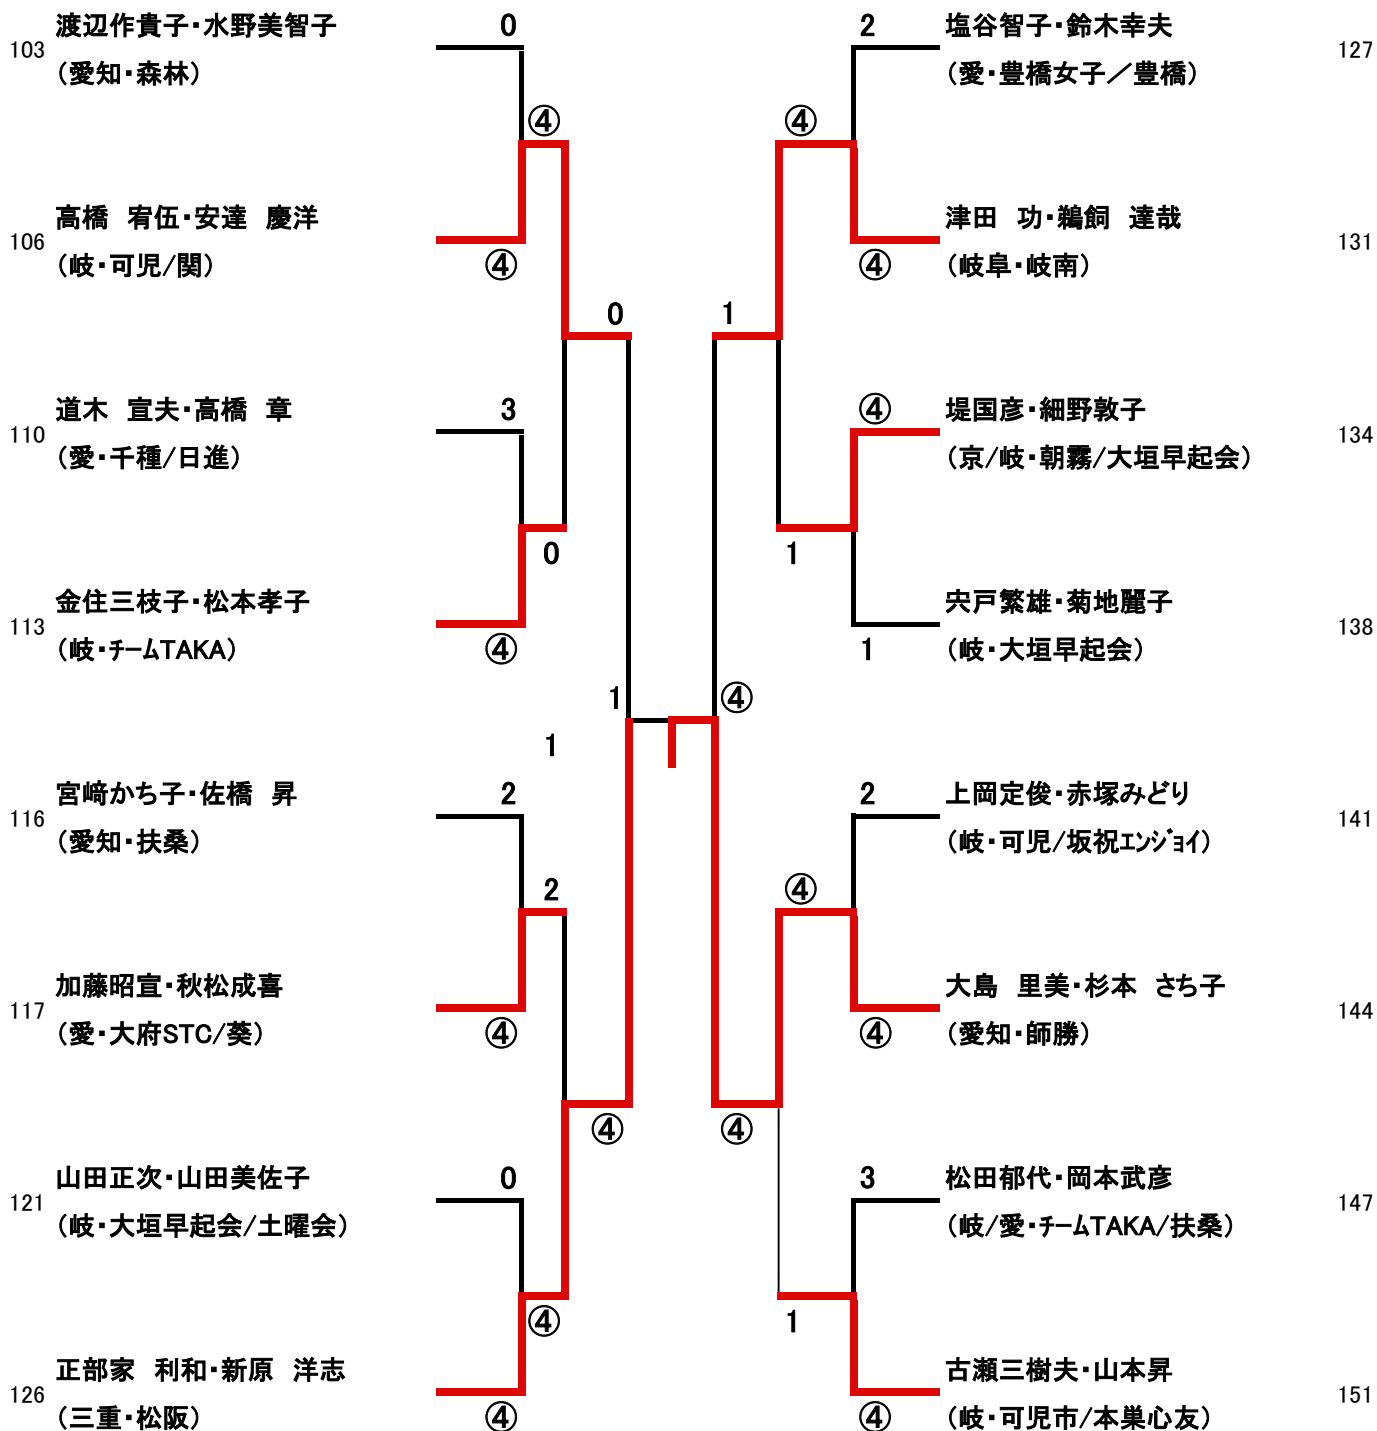 渡辺作貴子・水野美智子
0
103
（愛知・森林）
④
高橋　宥伍・安達　慶洋
106
（岐・可児/関）
④
0
道木　宣夫・高橋　章
3
110
（愛・千種/日進）
0
金住三枝子・松本孝子
113
（岐・ﾁｰﾑTAKA）
④
1
1
宮﨑かち子・佐橋　昇
2
116
（愛知・扶桑）
2
加藤昭宣・秋松成喜
117
（愛・大府STC/葵）
④
④
山田正次・山田美佐子
0
121
（岐・大垣早起会/土曜会）
④
正部家　利和・新原　洋志
126
（三重・松阪）
④
2
塩谷智子・鈴木幸夫
127
（愛・豊橋女子／豊橋）
④
津田　功・鵜飼　達哉
131
（岐阜・岐南）
④
1
④
堤国彦・細野敦子
134
（京/岐・朝霧/大垣早起会）
1
宍戸繁雄・菊地麗子
138
（岐・大垣早起会）
1
④
2
上岡定俊・赤塚みどり
141
（岐・可児/坂祝ｴﾝｼﾞｮｲ）
④
大島　里美・杉本　さち子
144
（愛知・師勝）
④
④
3
松田郁代・岡本武彦
147
（岐/愛・ﾁｰﾑTAKA/扶桑）
1
古瀬三樹夫・山本昇
151
（岐・可児市/本巣心友）
④